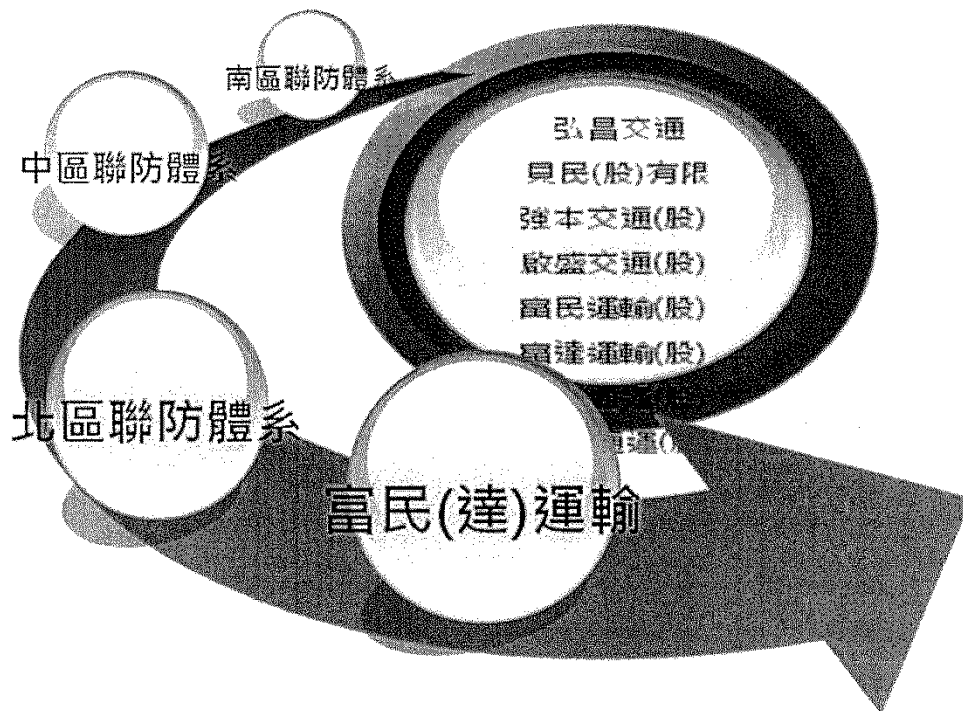 南區聯防體系
中區聯防體系
北區聯防體系
富民(達)運輸
弘昌交通
見民(股)有限
強本交通(股)
啟盛交通(股)
富民運輸(股)
富達運輸(股)